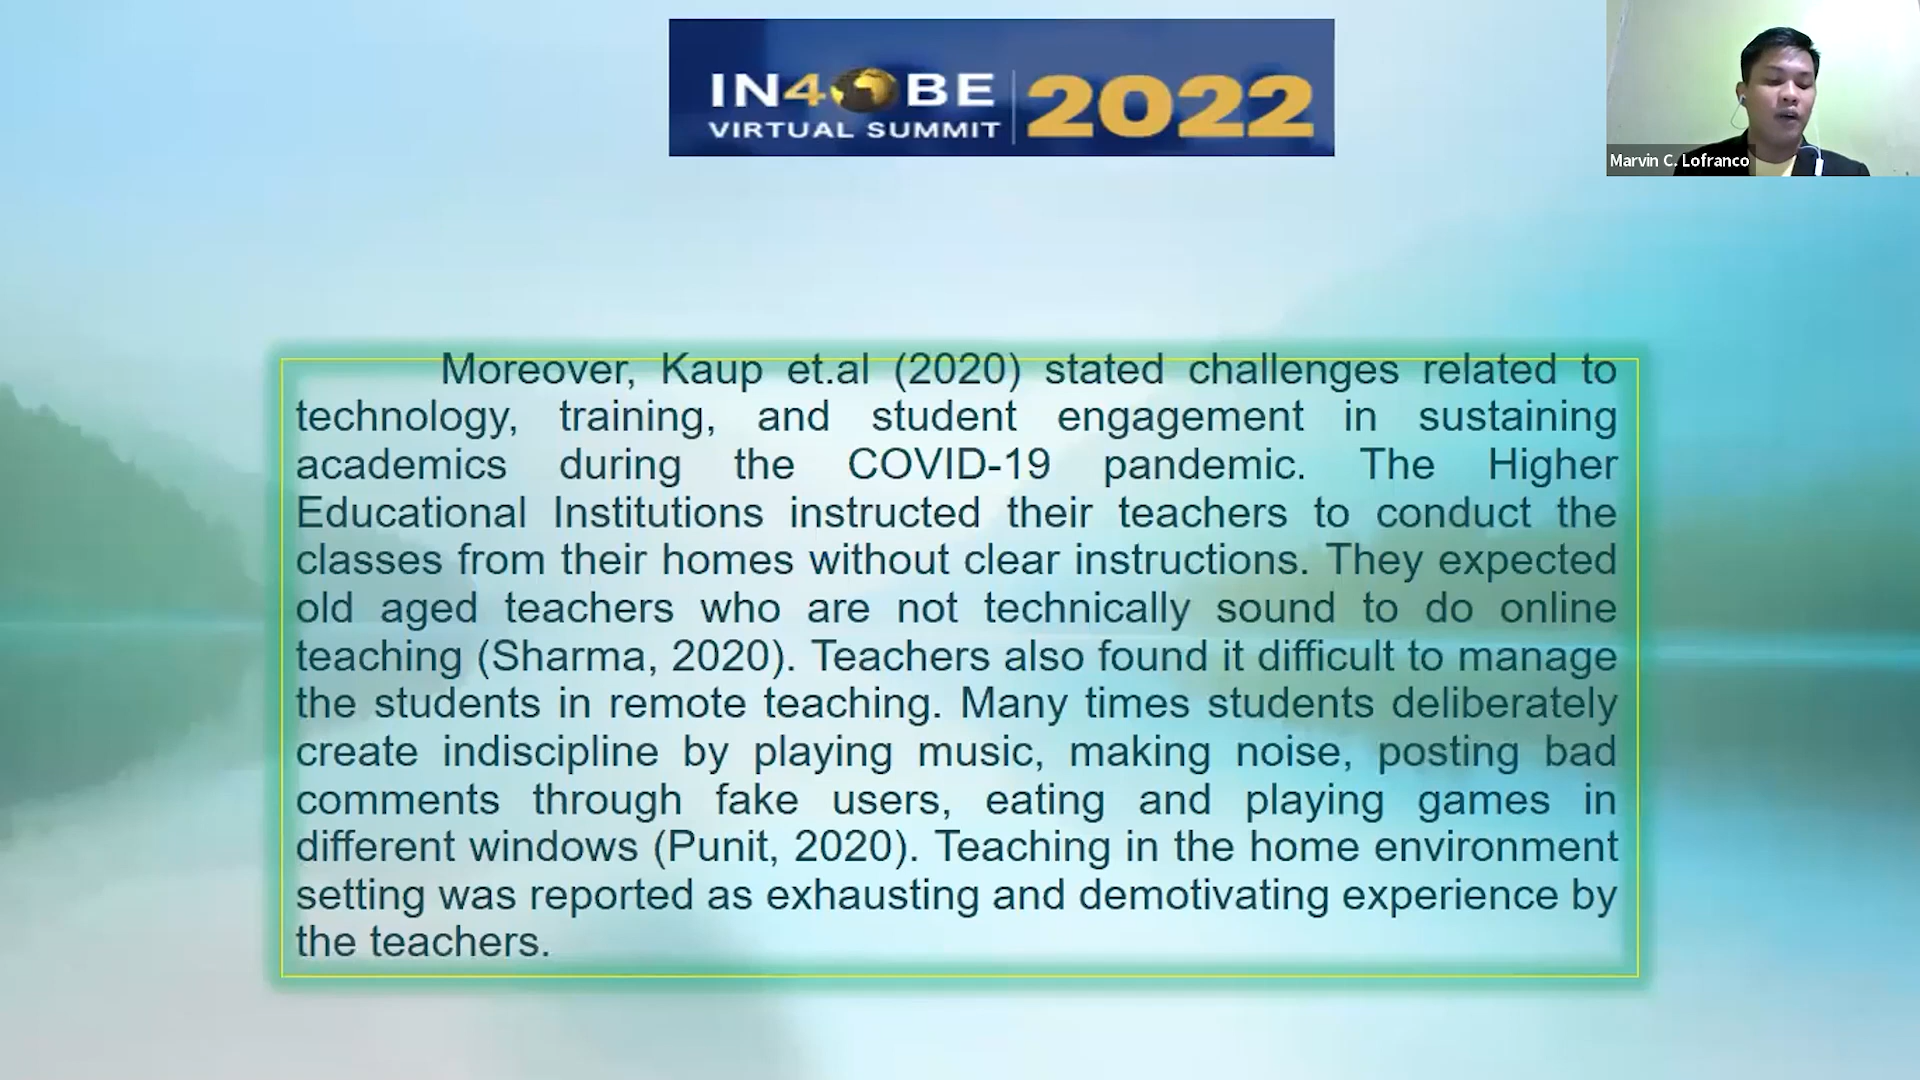 IN4OBE
VIRTUAL SUMMIT
2022
Marvin C. Lofranco
Moreover, Kaup et.al (2020) stated challenges related to
technology, training, and student engagement in sustaining
academics during the COVID-19 pandemic. The Higher
Educational Institutions instructed their teachers to conduct the
classes from their homes without clear instructions. They expected
old aged teachers who are not technically sound to do online
teaching (Sharma, 2020). Teachers also found it difficult to manage
the students in remote teaching. Many times students deliberately
create indiscipline by playing music, making noise, posting bad
comments through fake users, eating and playing games in
different windows (Punit, 2020). Teaching in the home environment
setting was reported as exhausting and demotivating experience by
the teachers.